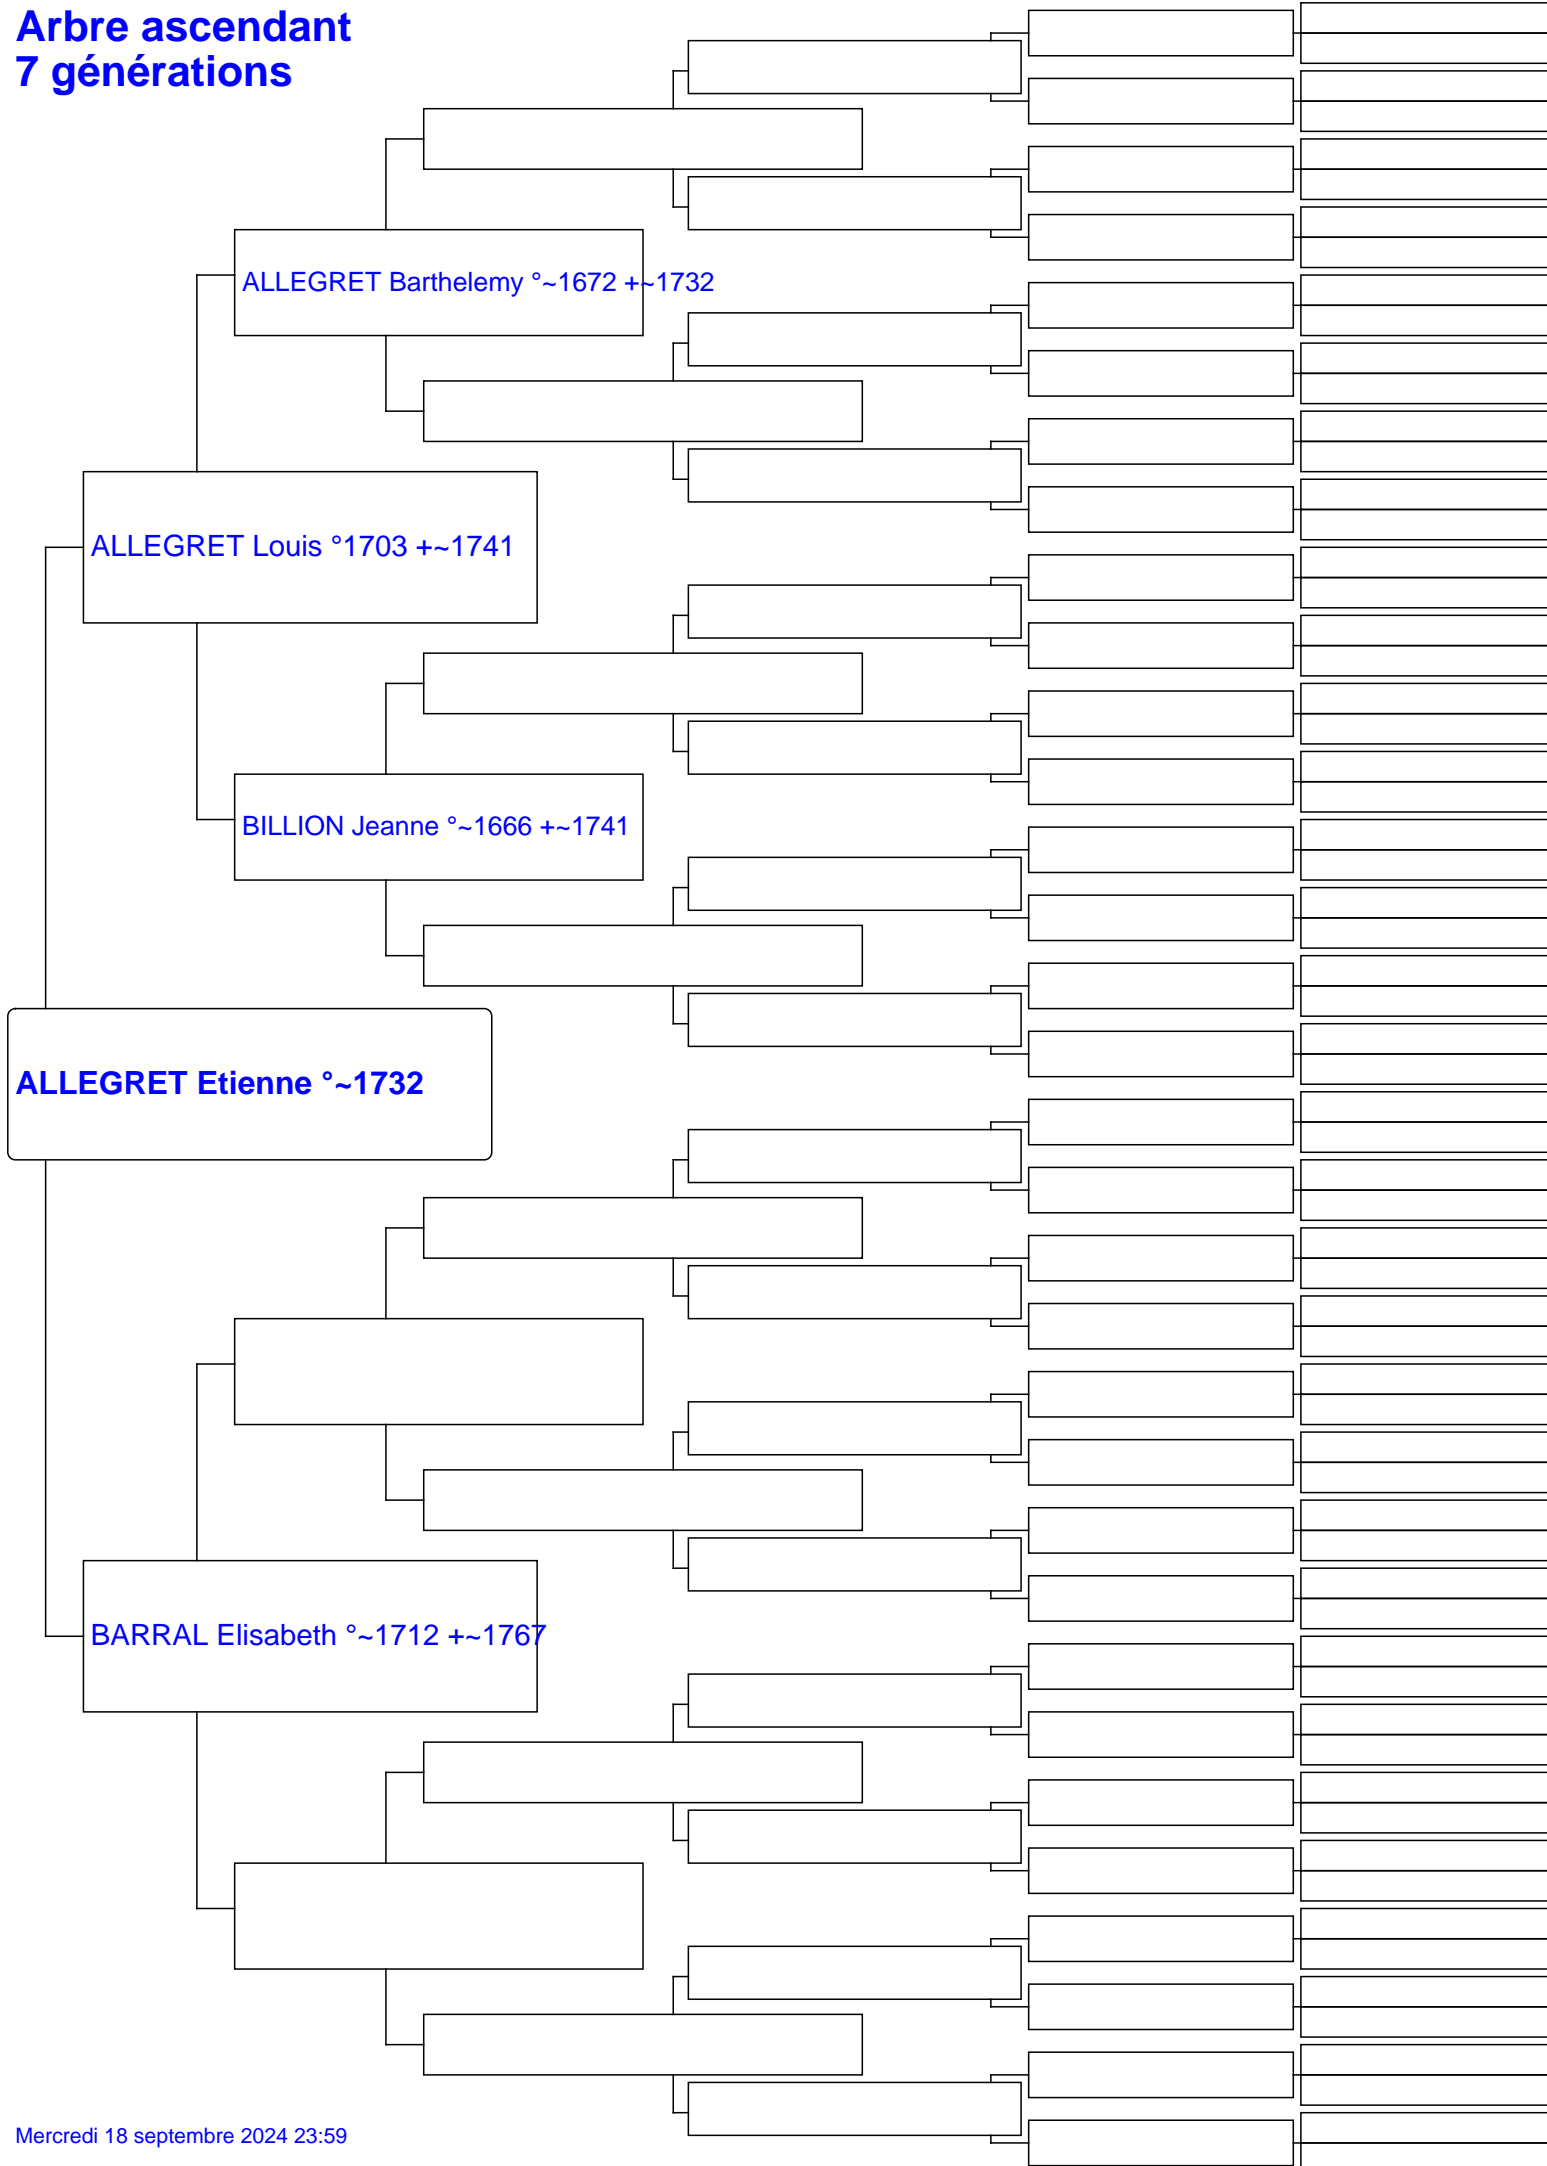 Arbre ascendant
7 générations
ALLEGRET Barthelemy °~1672 +~1732
ALLEGRET Louis °1703 +~1741
BILLION Jeanne °~1666 +~1741
ALLEGRET Etienne °~1732
BARRAL Elisabeth °~1712 +~1767
Mercredi 18 septembre 2024 23:59